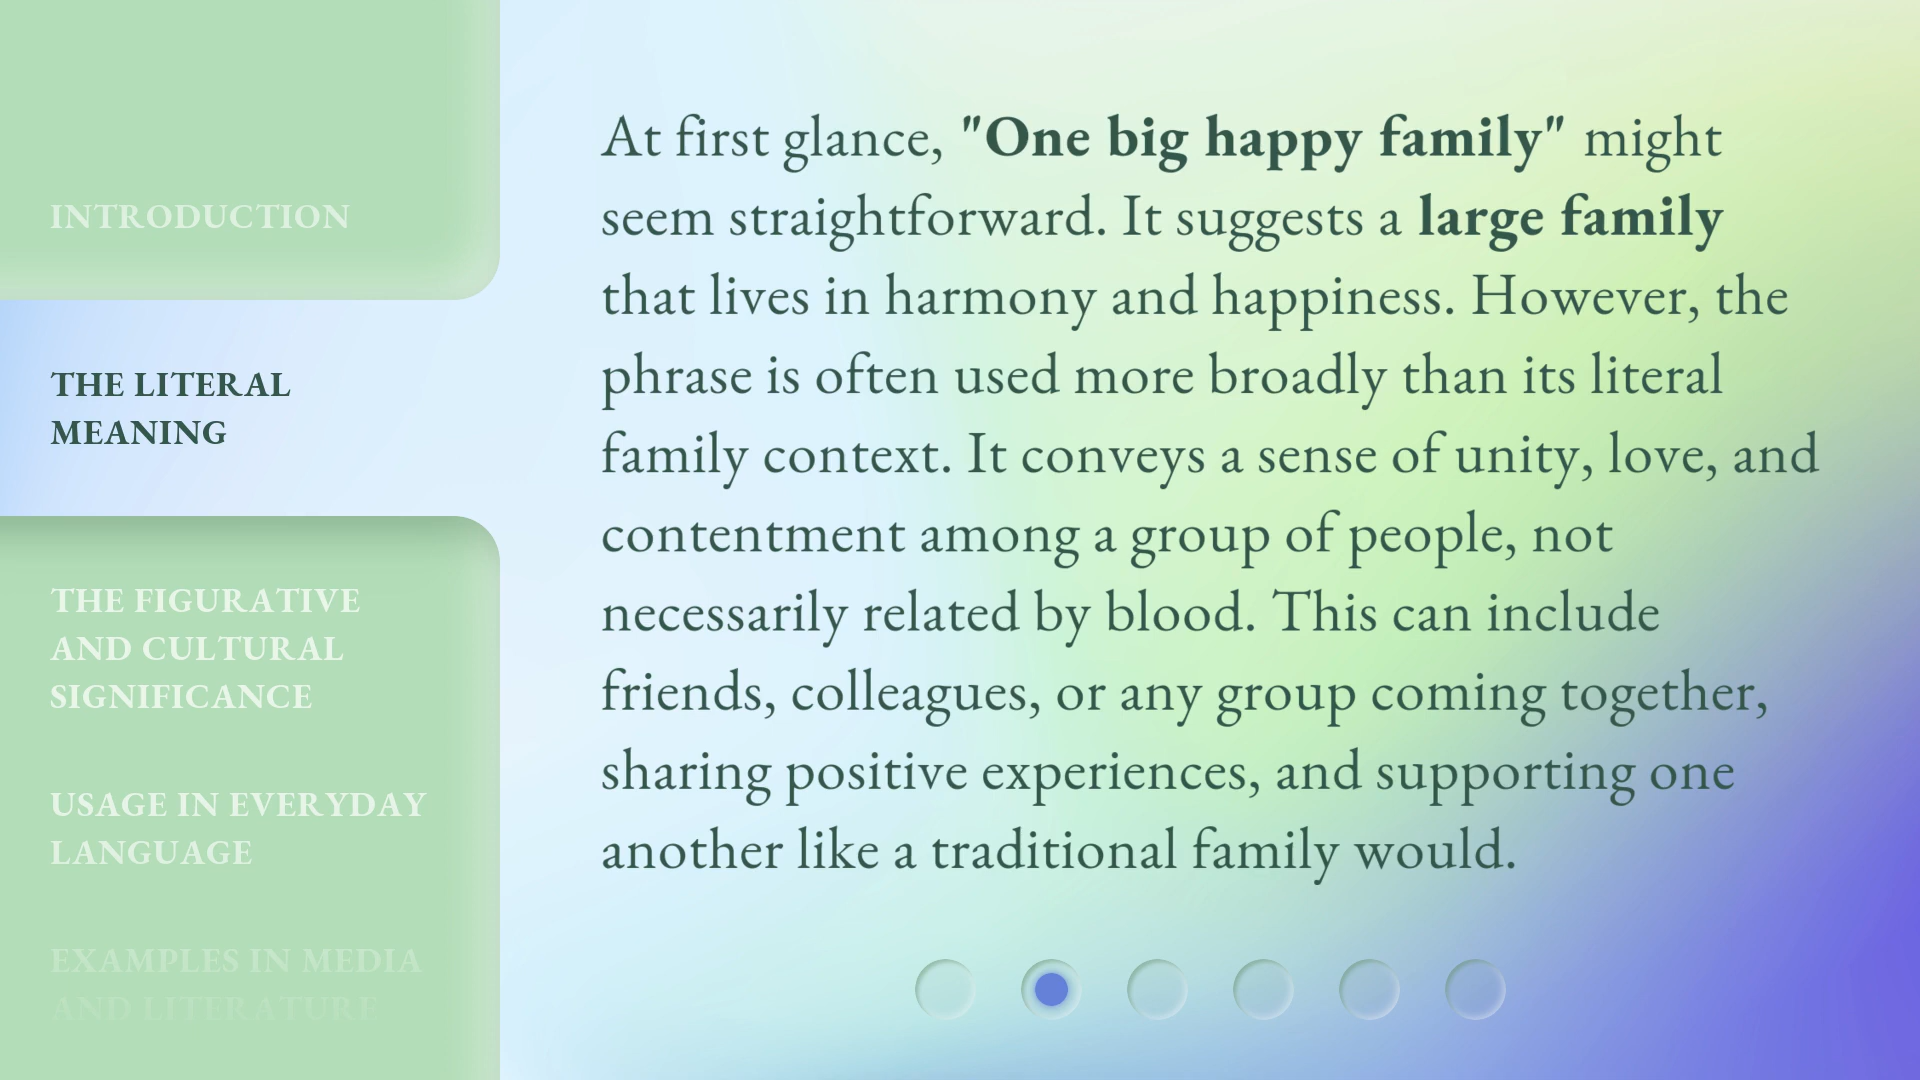 INTRODUCTION
THE LITERAL
MEANING
THE FIGURATIVE
AND CULTURAL
SIGNIFICANCE
USAGE IN EVERYDAY
LANGUAGE
EXAMPLES IN MEDIA
AND LITERATURE
At first glance, "One big happy family" might
seem straightforward. It suggests a large family
that lives in harmony and happiness. However, the
phrase is often used more broadly than its literal
family context. It conveys a sense of unity, love, and
contentment among a group of people, not
necessarily related by blood. This can include
friends, colleagues, or any group coming together,
sharing positive experiences, and supporting one
another like a traditional family would.